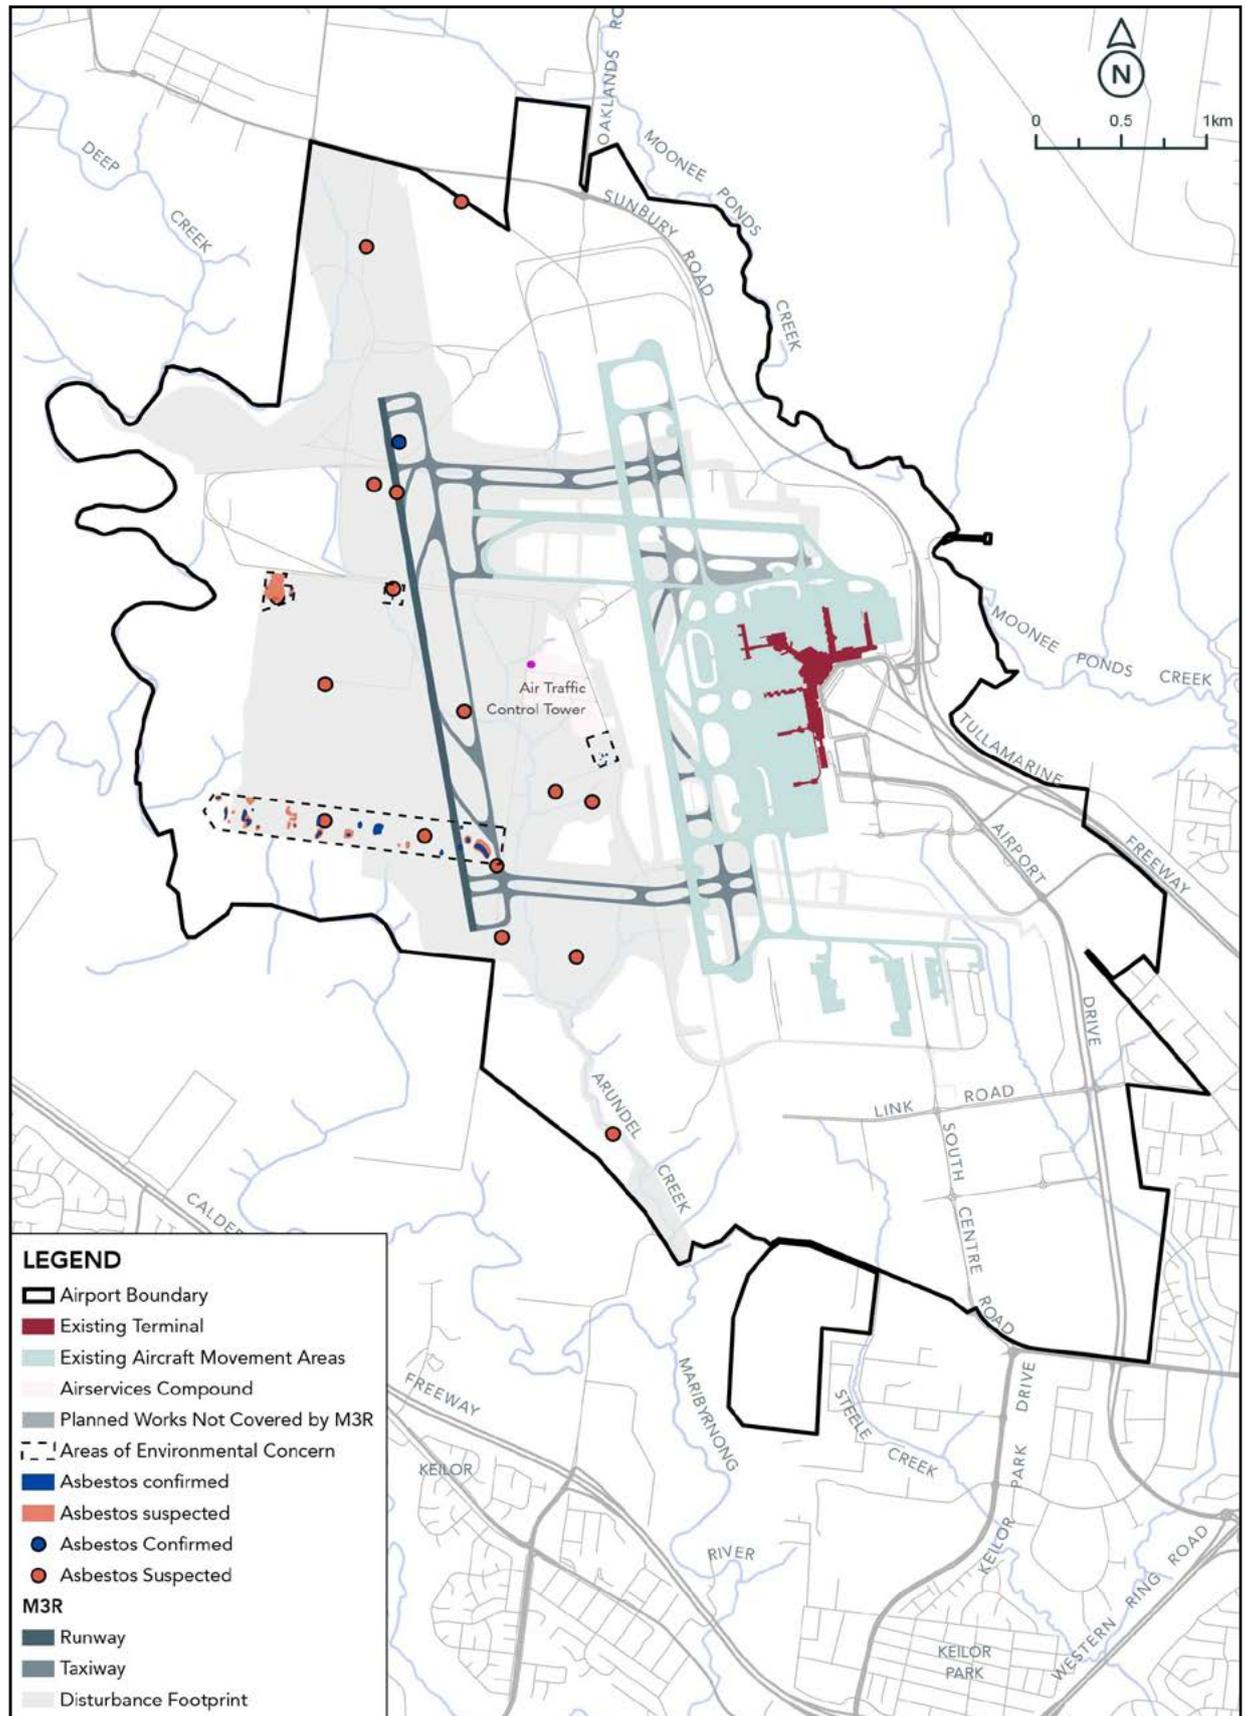 OAKLANDS RO
N
0 0.5 1km
DEEP
CREEK
MOONEE PONDS
CREEK
SUNBURY
ROAD
MOONEE PONDS CREEK
Air Traffic
Control Tower
TULLAMARINE
FREEWAY
AIRPORT
DRIVE
ARUNDEL
CREEK
LINK ROAD
SOUTH
CENTRE
ROAD
CALDER
FREEWAY
KEILOR
MARIBYRNONG
RIVER
STEELE
CREEK
KEILOR PARK DRIVE
WESTERN RING ROAD
KEILOR
PARK
LEGEND
Airport Boundary
Existing Terminal
Existing Aircraft Movement Areas
Airservices Compound
Planned Works Not Covered by M3R
Areas of Environmental Concern
Asbestos confirmed
Asbestos suspected
Asbestos Confirmed
Asbestos Suspected
M3R
Runway
Taxiway
Disturbance Footprint